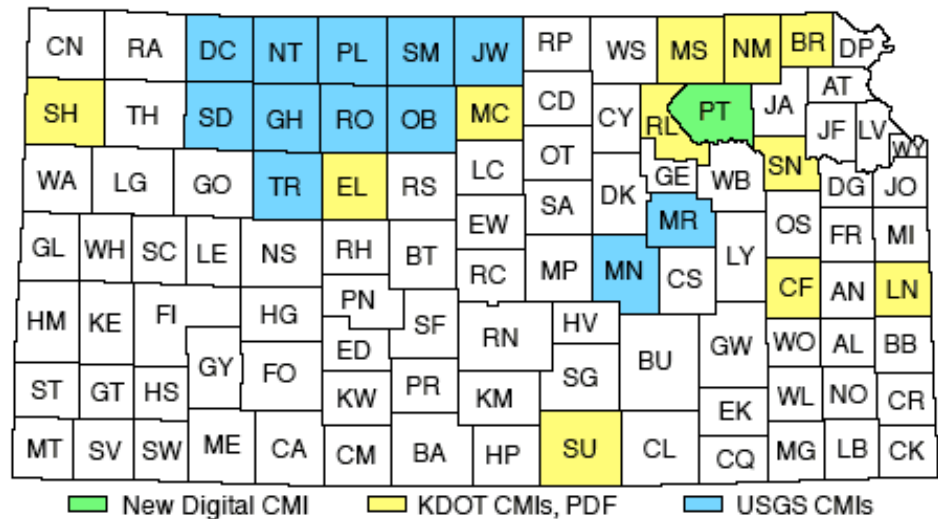 CN RA DC NT PL SM JW RP WS MS NM BR DP
SH TH SD GH RO OB MC CD CY RL PT JA AT
JF LV WY
WA LG GO TR EL RS LC OT DK GE WB SN DG JO
GL WH SC LE NS RH BT EW SA MR OS FR MI
HM KE FI HG PN SF RC MP MN CS LY CF AN LN
ST GT HS GY FO ED PR RN HV BU GW WO AL BB
KW KM SG EK WL NO CR
MT SV SW ME CA CM BA HP SU CL CQ MG LB CK
New Digital CMI KDOT CMIs, PDF USGS CMIs